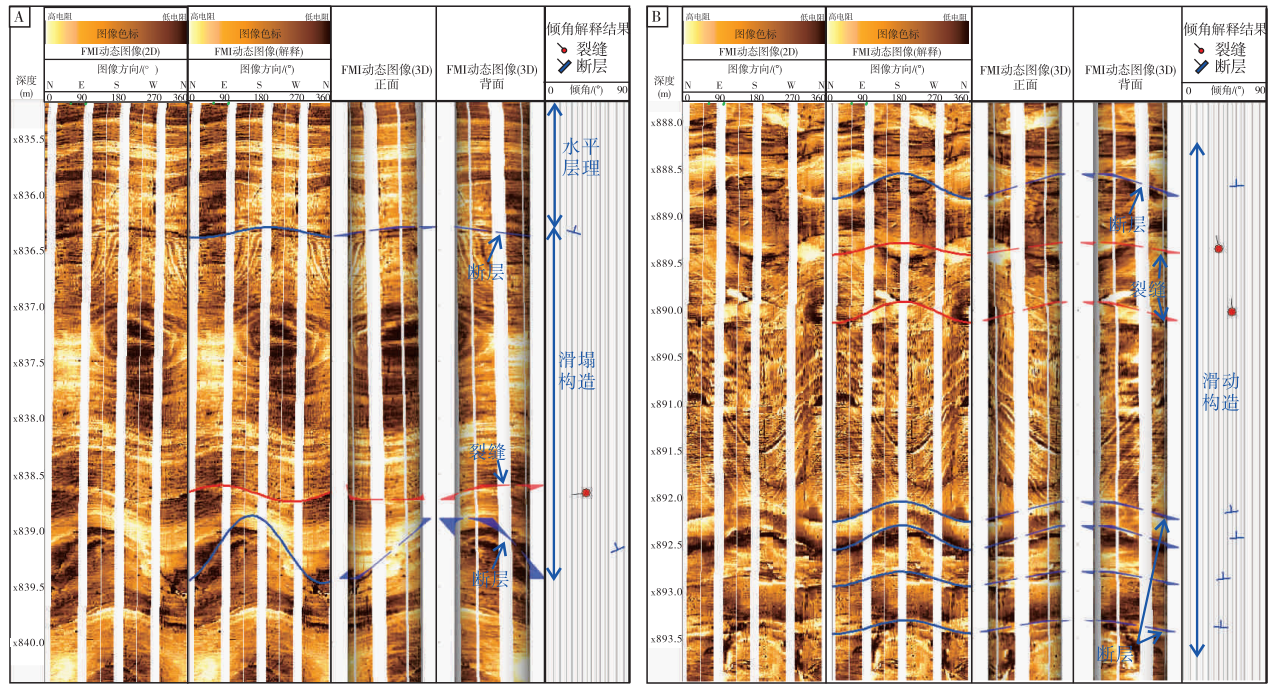 A
高电阻 低电阻
图像色标
FMI动态图像(2D)
图像方向/(°)
N E S W N
0 90 180 270 360
高电阻 低电阻
图像色标
FMI动态图像(解释)
图像方向/(°)
N E S W N
0 90 180 270 360
FMI动态图像(3D)
正面
FMI动态图像(3D)
背面
倾角解释结果
裂缝
断层
0 倾角/(°) 90
深度
(m)
x835.5
x836.0
x836.5
x837.0
x837.5
x838.0
x838.5
x839.0
x839.5
x840.0
水平
层理
断层
滑塌
构造
裂缝
断层
B
高电阻 低电阻
图像色标
FMI动态图像(2D)
图像方向/(°)
N E S W N
0 90 180 270 360
高电阻 低电阻
图像色标
FMI动态图像(解释)
图像方向/(°)
N E S W N
0 90 180 270 360
FMI动态图像(3D)
正面
FMI动态图像(3D)
背面
倾角解释结果
裂缝
断层
0 倾角/(°) 90
深度
(m)
x888.0
x888.5
x889.0
x889.5
x890.0
x890.5
x891.0
x891.5
x892.0
x892.5
x893.0
x893.5
断层
裂缝
滑动
构造
断层